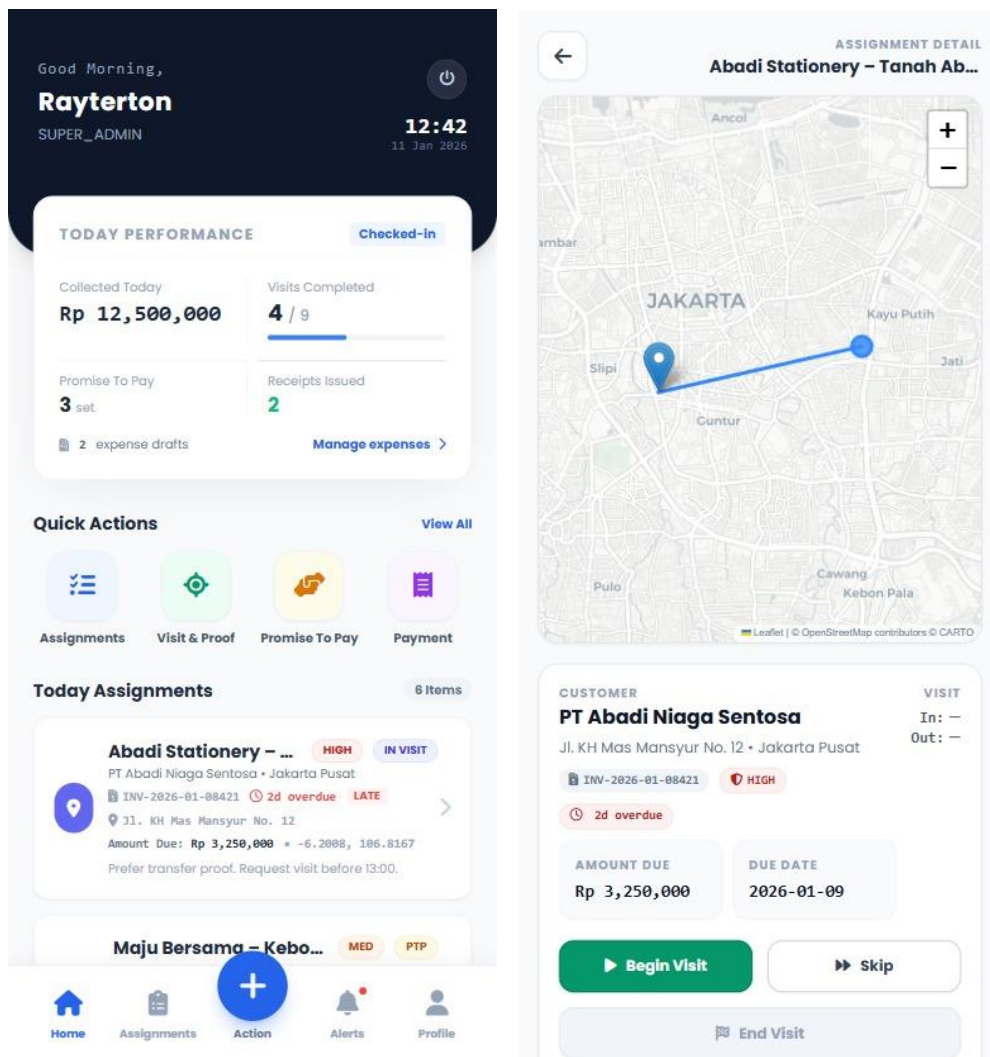 Good Morning,
Rayterton
SUPER_ADMIN
12:42
11 Jan 2026
TODAY PERFORMANCE
Checked-in
Collected Today
Rp 12,500,000
Visits Completed
4 / 9
Promise To Pay
3 set
Receipts Issued
2
2 expense drafts
Manage expenses
Quick Actions
View All
Assignments
Visit & Proof
Promise To Pay
Payment
Today Assignments
6 Items
Abadi Stationery – ...
HIGH
IN VISIT
PT Abadi Niaga Sentosa • Jakarta Pusat
INV-2026-01-08421 2d overdue LATE
Jl. KH Mas Mansyur No. 12
Amount Due: Rp 3,250,000 • -6.2008, 106.8167
Prefer transfer proof. Request visit before 13:00.
Maju Bersama – Kebo...
MED
PTP
Home
Assignments
Action
Alerts
Profile
ASSIGNMENT DETAIL
Abadi Stationery – Tanah Ab...
Ancol
+
−
ambar
JAKARTA
Kayu Putih
Slipi
Jati
Guntur
Cawang
Pulo
Kebon Pala
Leaflet | © OpenStreetMap contributors © CARTO
CUSTOMER
VISIT
PT Abadi Niaga Sentosa
In: —
Jl. KH Mas Mansyur No. 12 • Jakarta Pusat
Out: —
INV-2026-01-08421
HIGH
2d overdue
AMOUNT DUE
Rp 3,250,000
DUE DATE
2026-01-09
Begin Visit
Skip
End Visit